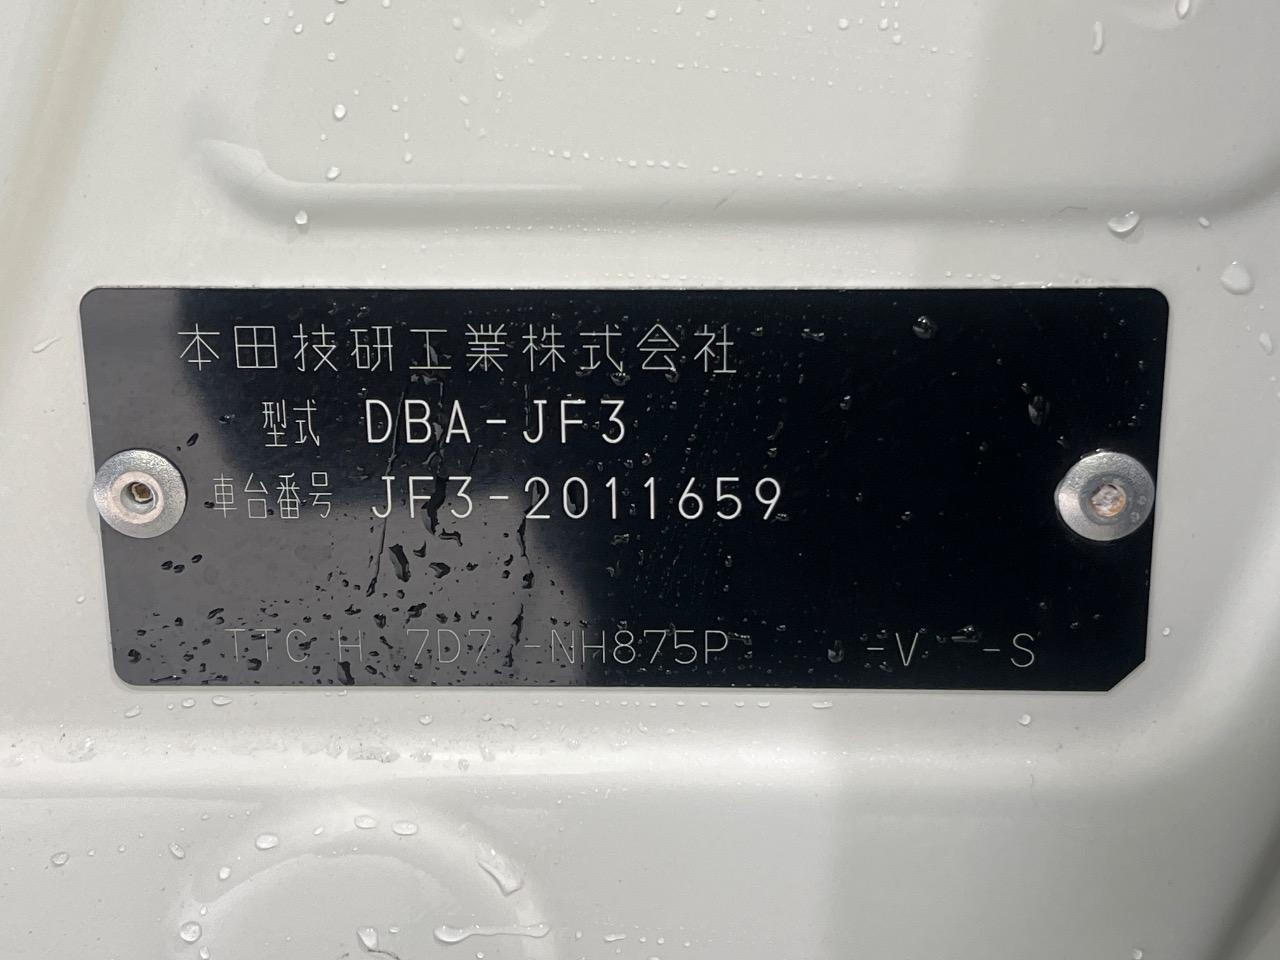 本田技研工業株式会社
型式 DBA-JF3
車台番号 JF3-2011659
TTC H 7D7 -NH875P -V -S